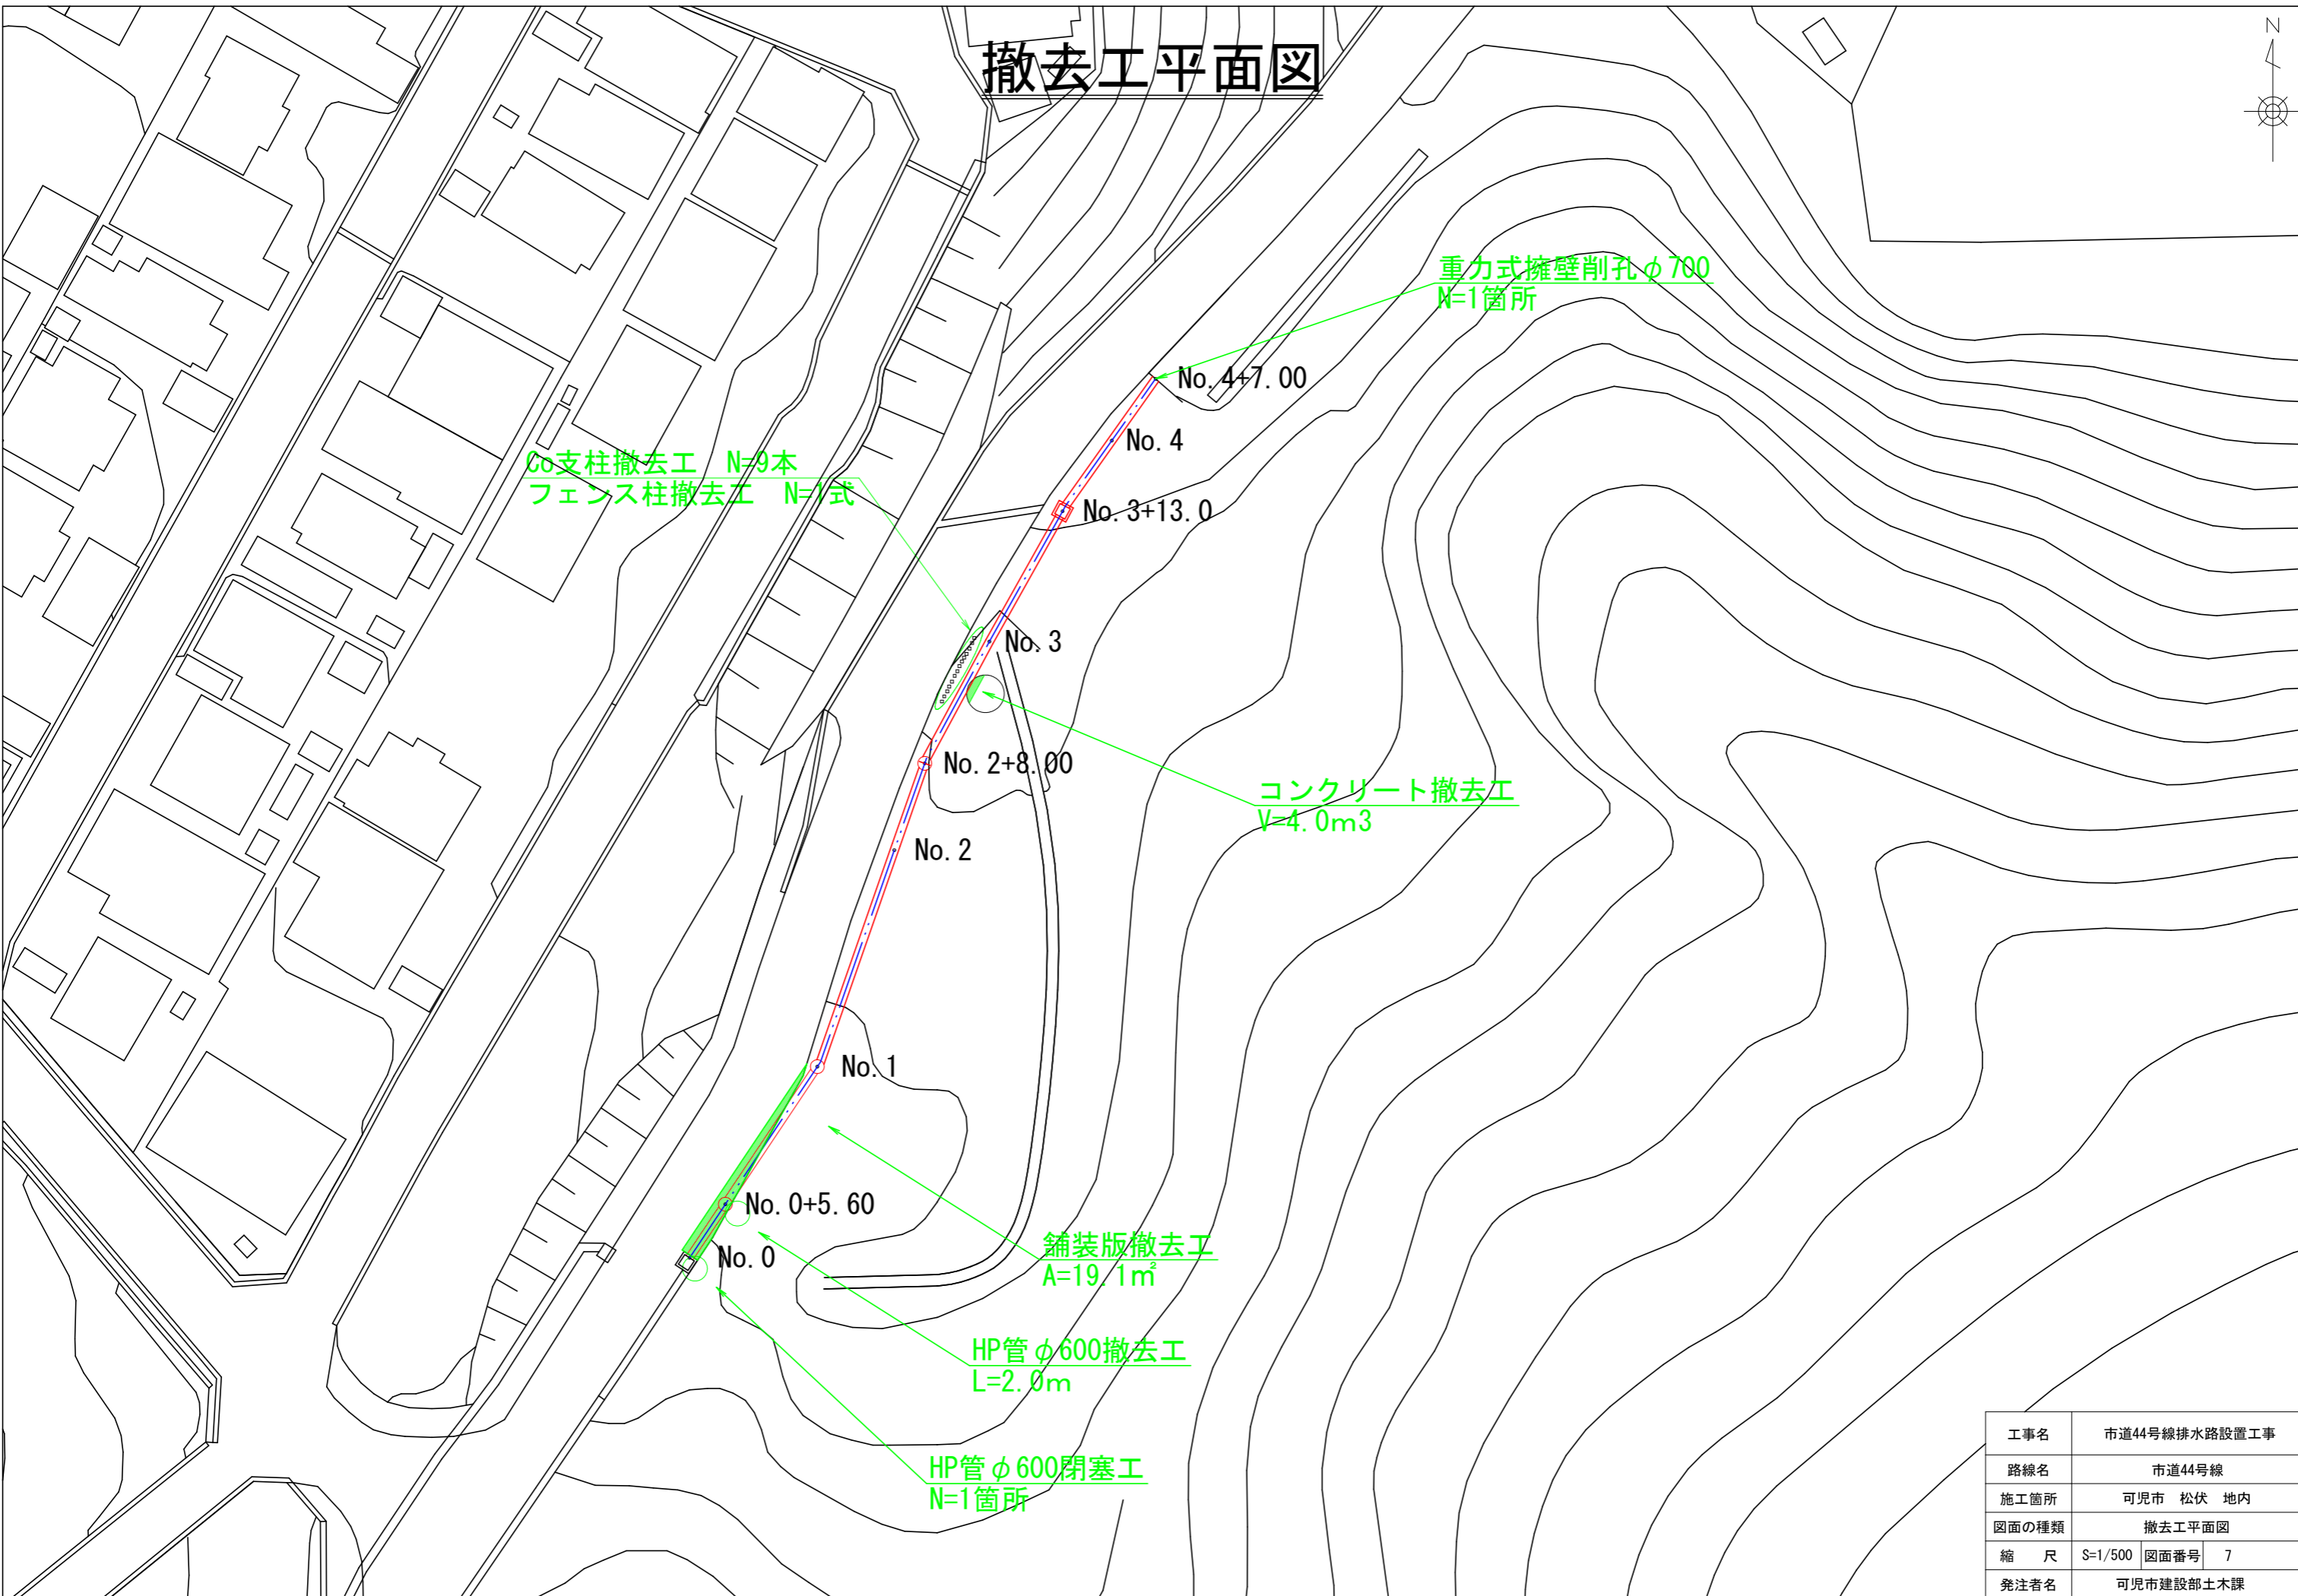 撤去工平面図
N
重力式擁壁削孔φ700
N=1箇所
No.4+7.00
No.4
Co支柱撤去工　N=9本
フェンス柱撤去工　N=1式
No.3+13.0
No.3
No.2+8.00
コンクリート撤去工
V=4.0m3
No.2
No.1
No.0+5.60
舗装版撤去工
A=19.1㎡
No.0
HP管φ600撤去工
L=2.0m
HP管φ600閉塞工
N=1箇所
工事名　市道44号線排水路設置工事
路線名　市道44号線
施工箇所　可児市　松伏　地内
図面の種類　撤去工平面図
縮　尺　S=1/500　図面番号　7
発注者名　可児市建設部土木課